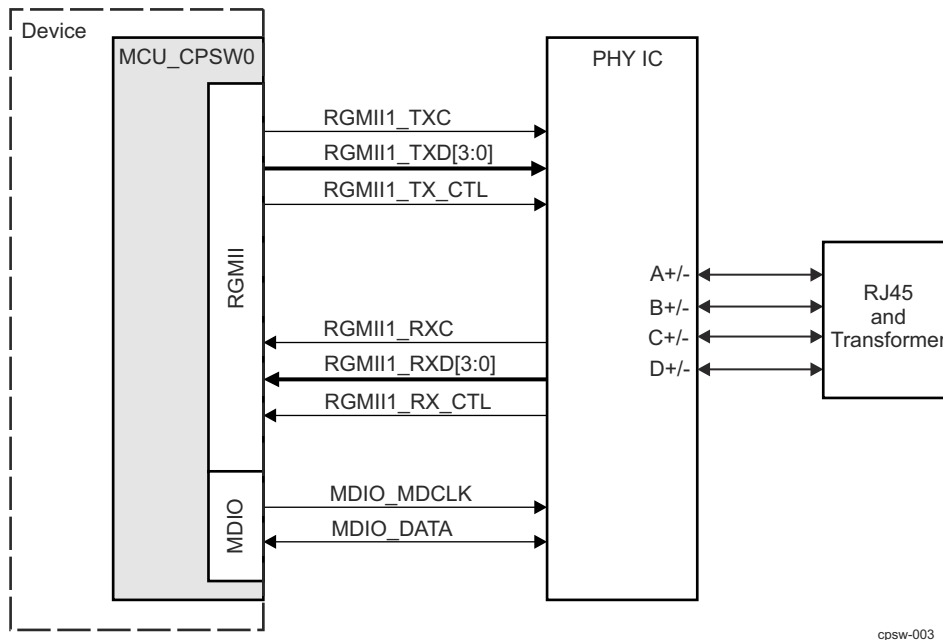 Device
MCU_CPSW0
PHY IC
RGMII1_TXC
RGMII1_TXD[3:0]
RGMII1_TX_CTL
RGMII
RGMII1_RXC
RGMII1_RXD[3:0]
RGMII1_RX_CTL
A+/-
B+/-
C+/-
D+/-
RJ45
and
Transformer
MDIO
MDIO_MDCLK
MDIO_DATA
cpsw-003